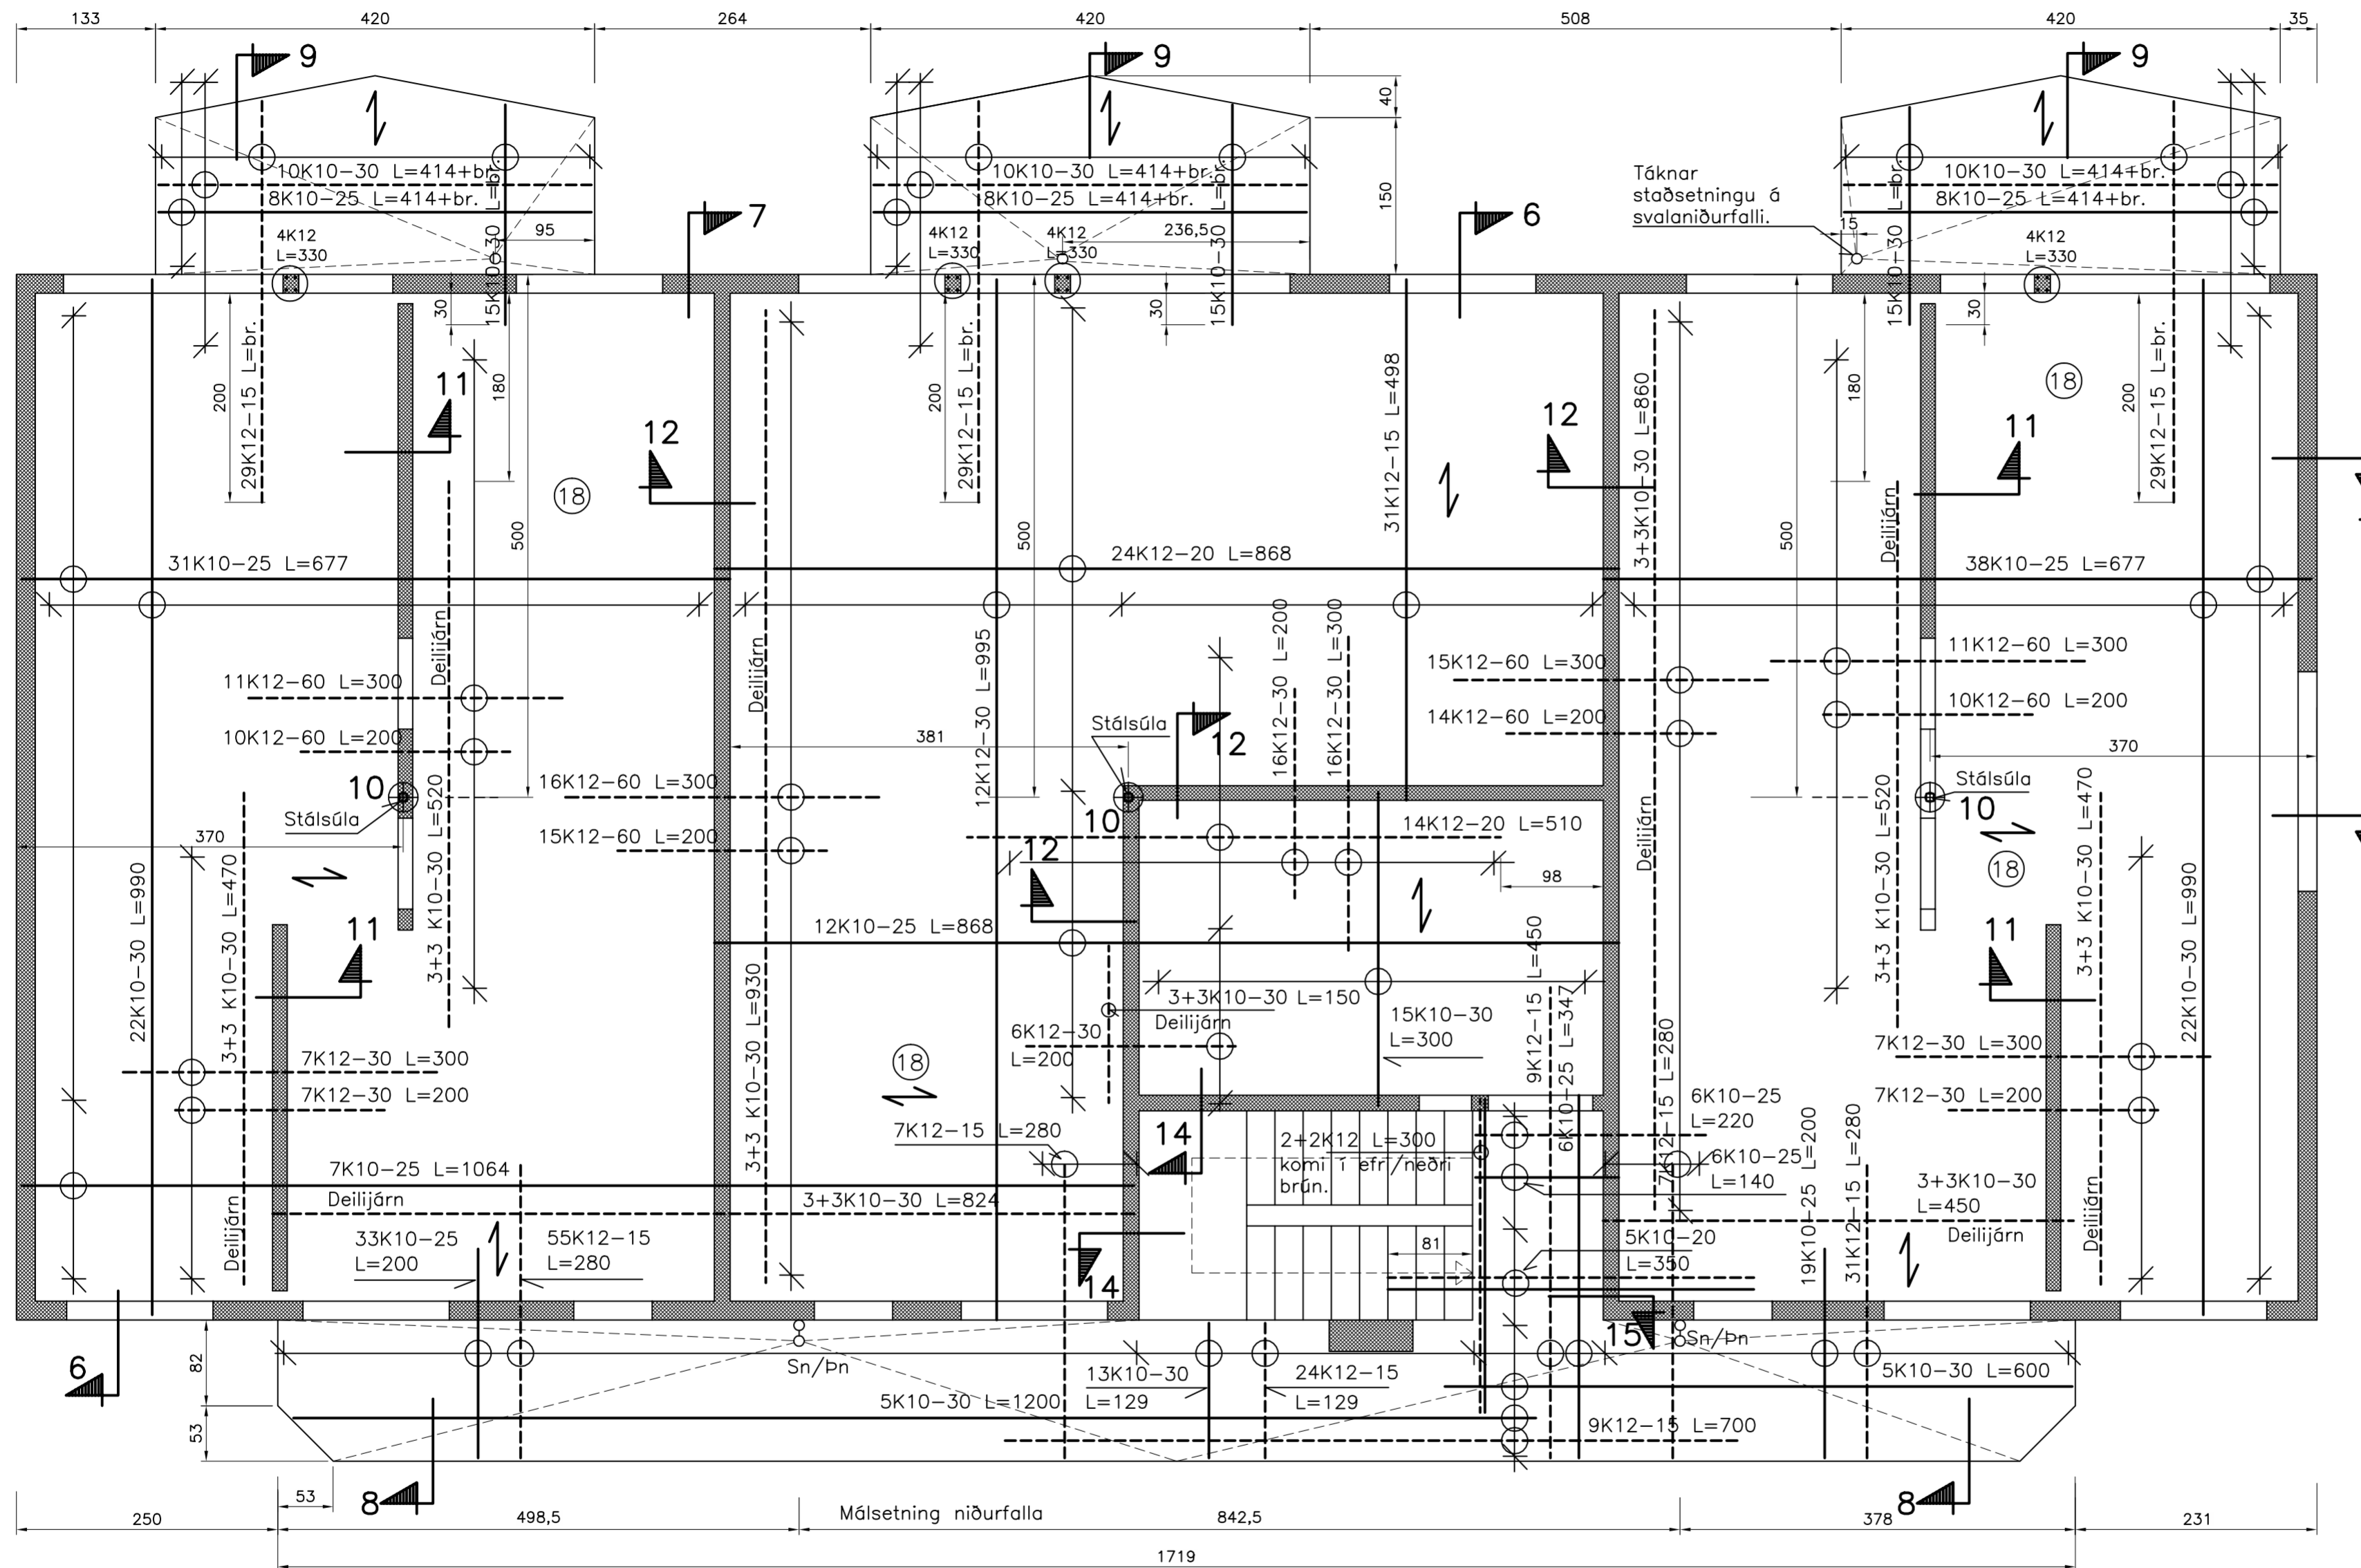 133
420
264
420
508
420
35
9
9
9
40
150
10K10-30 L=414+br.
8K10-25 L=414+br.
15K10-30 L=br.
95
4K12
L=330
10K10-30 L=414+br.
8K10-25 L=414+br.
15K10-30 L=br.
236,5
4K12
L=330
4K12
L=330
10K10-30 L=414+br.
8K10-25 L=414+br.
15K10-30 L=br.
15
4K12
L=330
Táknar
staðsetningu á
svalaniðurfalli.
7
6
30
30
30
200
29K12-15 L=br.
180
500
11
12
18
200
29K12-15 L=br.
500
31K12-15 L=498
12
3+3K10-30 L=860
500
180
Deilijárn
11
18
200
29K12-15 L=br.
31K10-25 L=677
24K12-20 L=868
38K10-25 L=677
Deilijárn
Deilijárn
12K12-30 L=995
16K12-30 L=200
16K12-30 L=300
11K12-60 L=300
10K12-60 L=200
15K12-60 L=300
14K12-60 L=200
11K12-60 L=300
10K12-60 L=200
381
Stálsúla
12
370
16K12-60 L=300
15K12-60 L=200
10
Stálsúla
370
10
14K12-20 L=510
Deilijárn
Stálsúla
10
18
98
12
22K10-30 L=990
3+3 K10-30 L=470
3+3 K10-30 L=520
11
3+3 K10-30 L=930
12K10-25 L=868
3+3K10-30 L=150
Deilijárn
6K12-30
L=200
15K10-30
L=300
9K12-15 L=450
6K10-25 L=347
7K12-15 L=280
3+3 K10-30 L=520
11
3+3 K10-30 L=470
22K10-30 L=990
7K12-30 L=300
7K12-30 L=200
18
7K12-30 L=300
7K12-30 L=200
7K12-15 L=280
14
2+2K12 L=300
komi í efri/neðri
brún.
6K10-25
L=220
6K10-25
L=140
7K10-25 L=1064
Deilijárn
3+3K10-30 L=824
Deilijárn
33K10-25
L=200
55K12-15
L=280
14
81
5K10-20
L=350
19K10-25 L=200
31K12-15 L=280
3+3K10-30
L=450
Deilijárn
Deilijárn
15
6
82
53
Sn/Þn
Sn/Þn
13K10-30
L=129
24K12-15
L=129
5K10-30 L=1200
5K10-30 L=600
9K12-15 L=700
8
8
53
250
498,5
Málsetning niðurfalla
842,5
378
231
1719